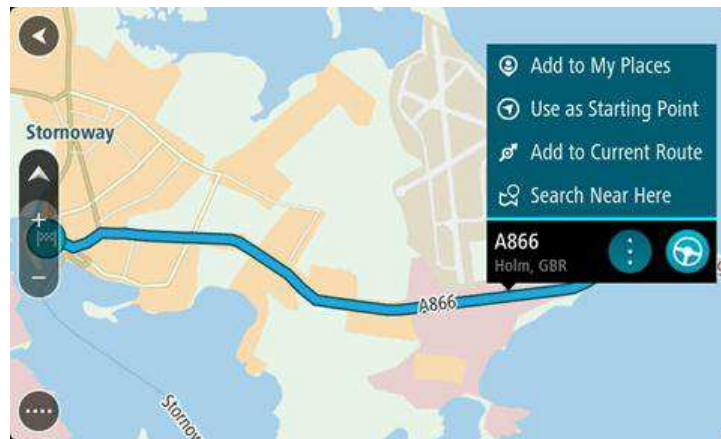 Add to My Places
Use as Starting Point
Stornoway
Add to Current Route
Search Near Here
A866
Holm, GBR
A866
Stornow